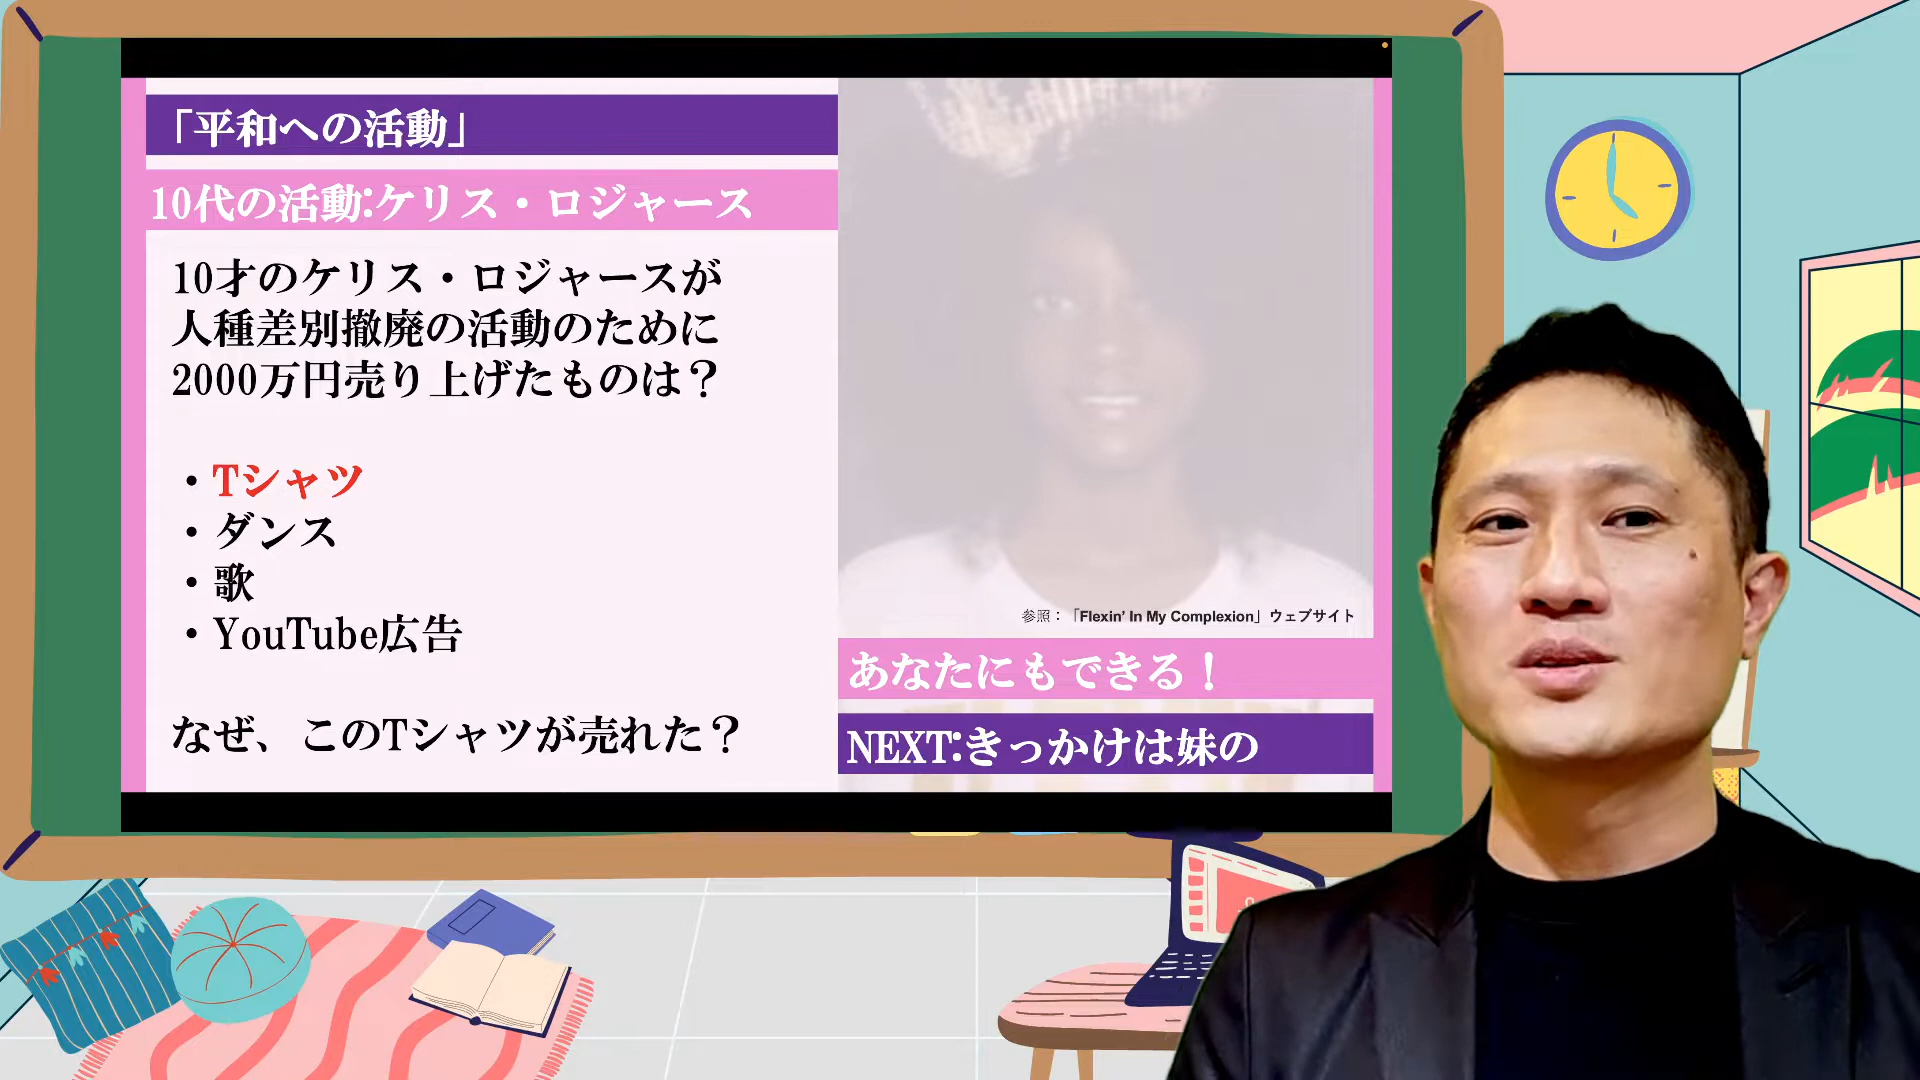 「平和への活動」
10代の活動:ケリス・ロジャース
10才のケリス・ロジャースが
人種差別撤廃の活動のために
2000万円売り上げたものは？
・Tシャツ
・ダンス
・歌
・YouTube広告
なぜ、このTシャツが売れた？
参照：「Flexin’ In My Complexion」ウェブサイト
あなたにもできる！
NEXT:きっかけは妹の